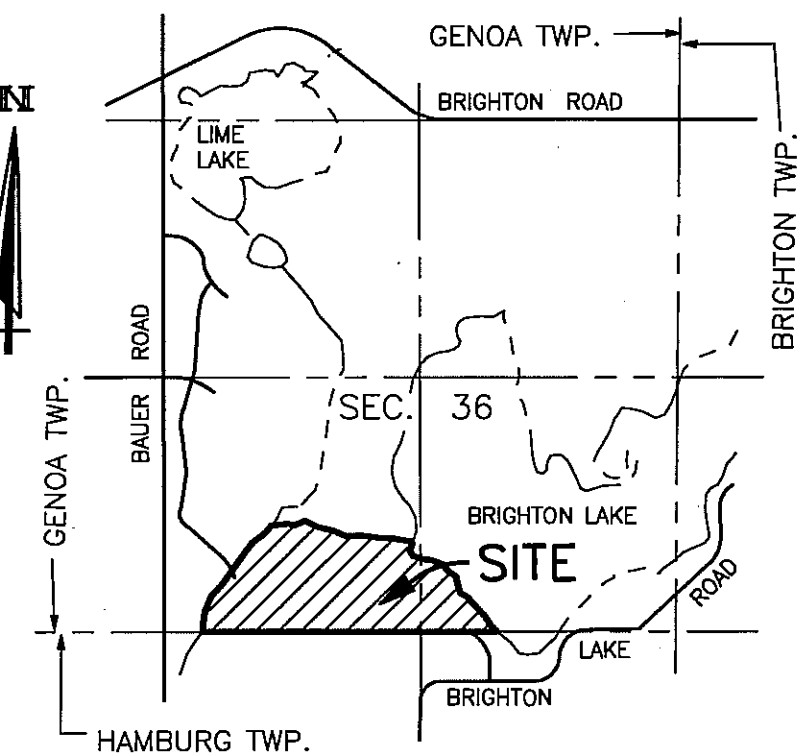 GENOA TWP.
BRIGHTON ROAD
N
LIME
LAKE
BRIGHTON TWP.
BAUER ROAD
GENOA TWP.
SEC. 36
BRIGHTON LAKE
SITE
ROAD
LAKE
BRIGHTON
HAMBURG TWP.